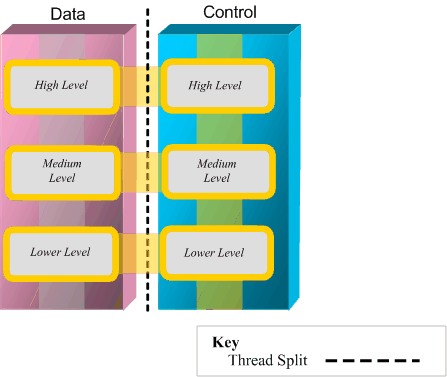 Data
Control
High Level
High Level
Medium
Level
Medium
Level
Lower Level
Lower Level
Key
Thread Split